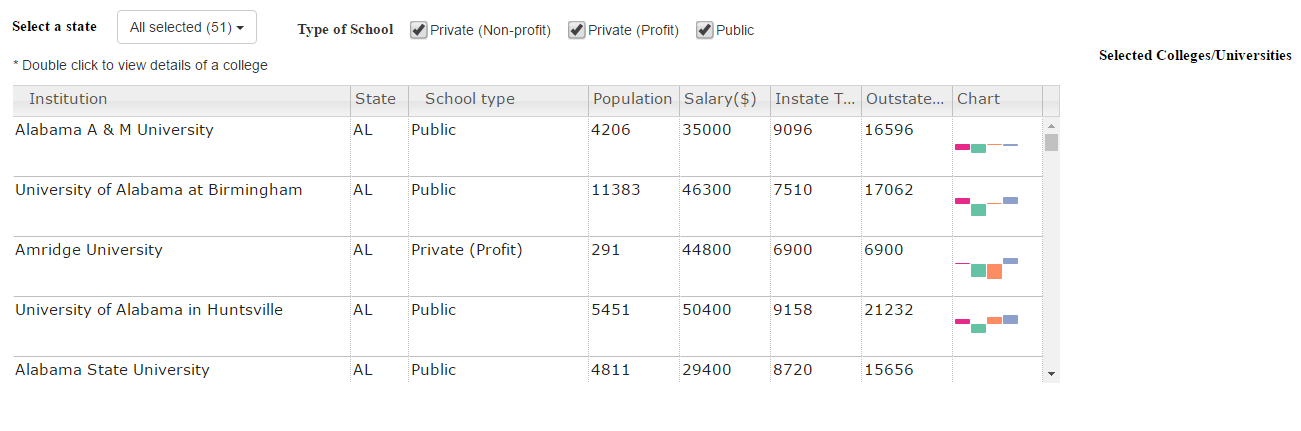 Select a state All selected (51) Type of School Private (Non-profit) Private (Profit) Public
Selected Colleges/Universities
* Double click to view details of a college
Institution State School type Population Salary($) Instate T... Outstate... Chart
Alabama A & M University AL Public 4206 35000 9096 16596
University of Alabama at Birmingham AL Public 11383 46300 7510 17062
Amridge University AL Private (Profit) 291 44800 6900 6900
University of Alabama in Huntsville AL Public 5451 50400 9158 21232
Alabama State University AL Public 4811 29400 8720 15656